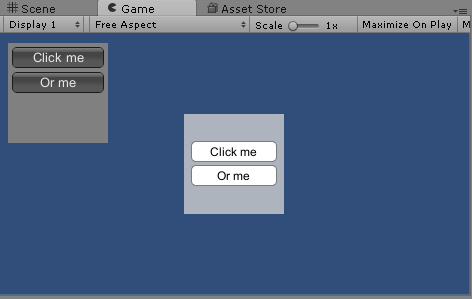 Scene Game Asset Store
Display 1 Free Aspect Scale 1x Maximize On Play M
Click me
Or me
Click me
Or me